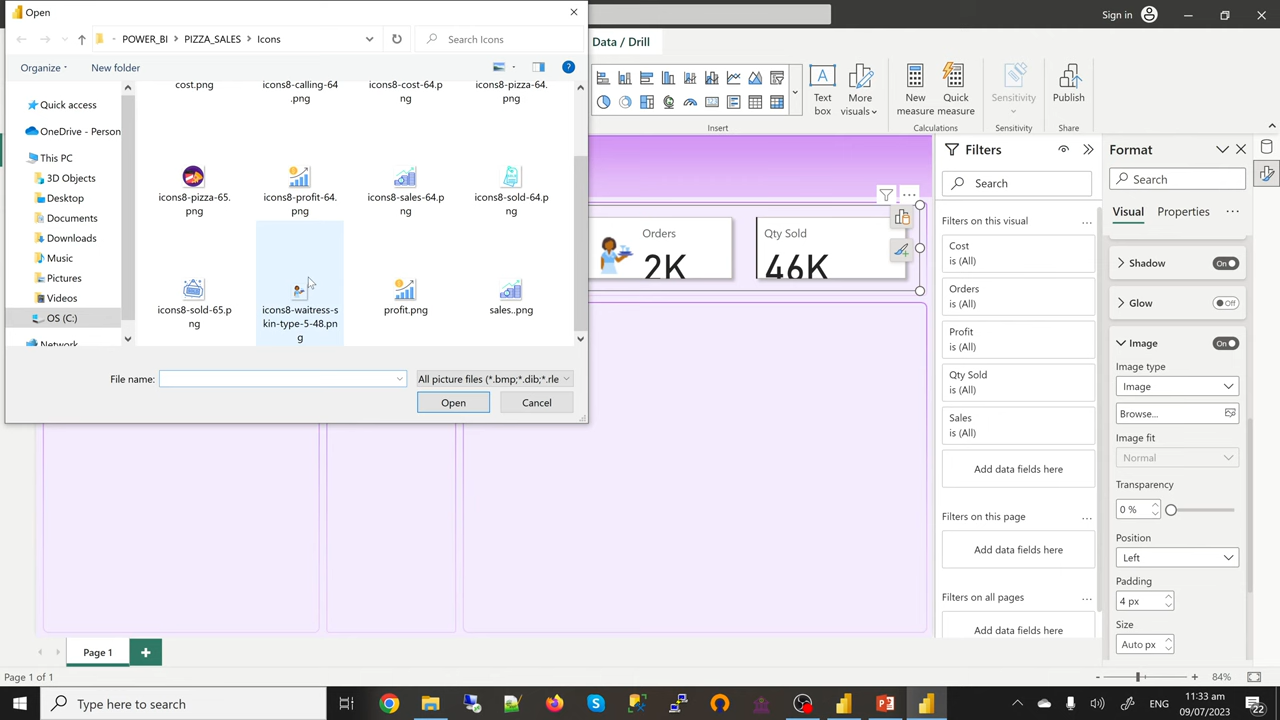 Open
POWER_BI
PIZZA_SALES
Icons
Search Icons
Organize
New folder
Quick access
OneDrive - Person
This PC
3D Objects
Desktop
Documents
Downloads
Music
Pictures
Videos
OS (C:)
Network
cost.png
icons8-calling-64
.png
icons8-cost-64.p
ng
icons8-pizza-64.
png
icons8-pizza-65.
png
icons8-profit-64.
png
icons8-sales-64.p
ng
icons8-sold-64.p
ng
icons8-sold-65.p
ng
icons8-waitress-s
kin-type-5-48.pn
g
profit.png
sales..png
File name:
All picture files (*.bmp;*.dib;*.rle
Open
Cancel
Sign in
Data / Drill
Text
box
More
visuals
New
measure
Quick
measure
Sensitivity
Publish
Insert
Calculations
Sensitivity
Share
Orders
2K
Qty Sold
46K
Filters
Search
Filters on this visual
Cost
is (All)
Orders
is (All)
Profit
is (All)
Qty Sold
is (All)
Sales
is (All)
Add data fields here
Filters on this page
Add data fields here
Filters on all pages
Add data fields here
Format
Search
Visual
Properties
Shadow
On
Glow
Off
Image
On
Image type
Image
Browse...
Image fit
Normal
Transparency
0 %
Position
Left
Padding
4 px
Size
Auto px
Page 1
Page 1 of 1
84%
Type here to search
11:33 am
09/07/2023
22